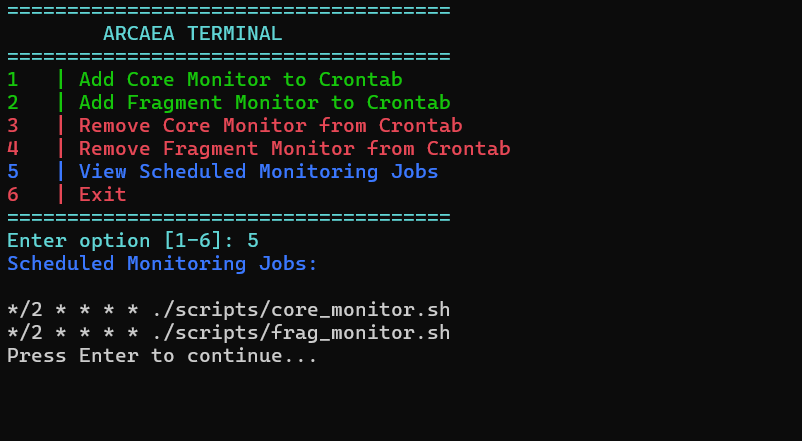 =====================================
        ARCAEA TERMINAL
=====================================
1   | Add Core Monitor to Crontab
2   | Add Fragment Monitor to Crontab
3   | Remove Core Monitor from Crontab
4   | Remove Fragment Monitor from Crontab
5   | View Scheduled Monitoring Jobs
6   | Exit
=====================================
Enter option [1-6]: 5
Scheduled Monitoring Jobs:

*/2 * * * * ./scripts/core_monitor.sh
*/2 * * * * ./scripts/frag_monitor.sh
Press Enter to continue...